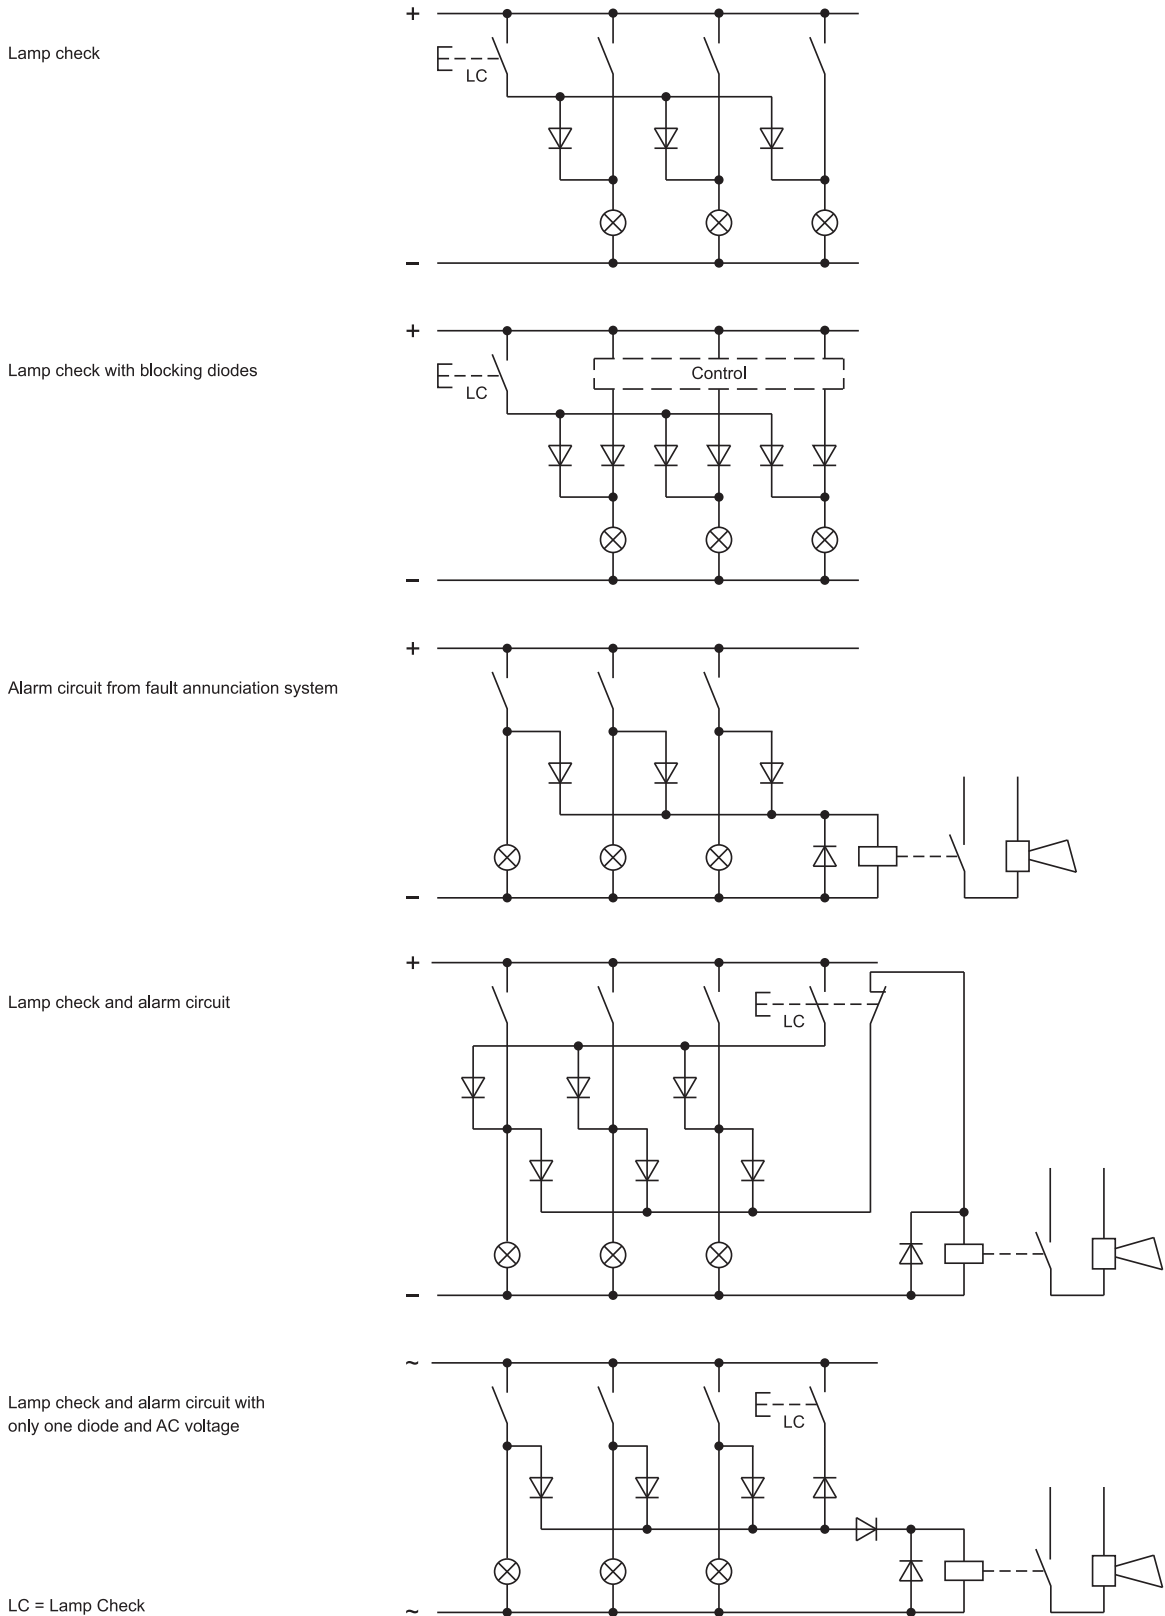 +
Lamp check
LC
−
+
Lamp check with blocking diodes
Control
LC
−
+
Alarm circuit from fault annunciation system
−
+
Lamp check and alarm circuit
LC
−
~
Lamp check and alarm circuit with
only one diode and AC voltage
LC
LC = Lamp Check
~